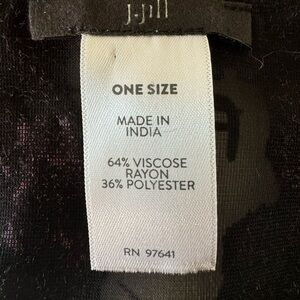 J.Jill
ONE SIZE
MADE IN
INDIA
64% VISCOSE
RAYON
36% POLYESTER
RN 97641